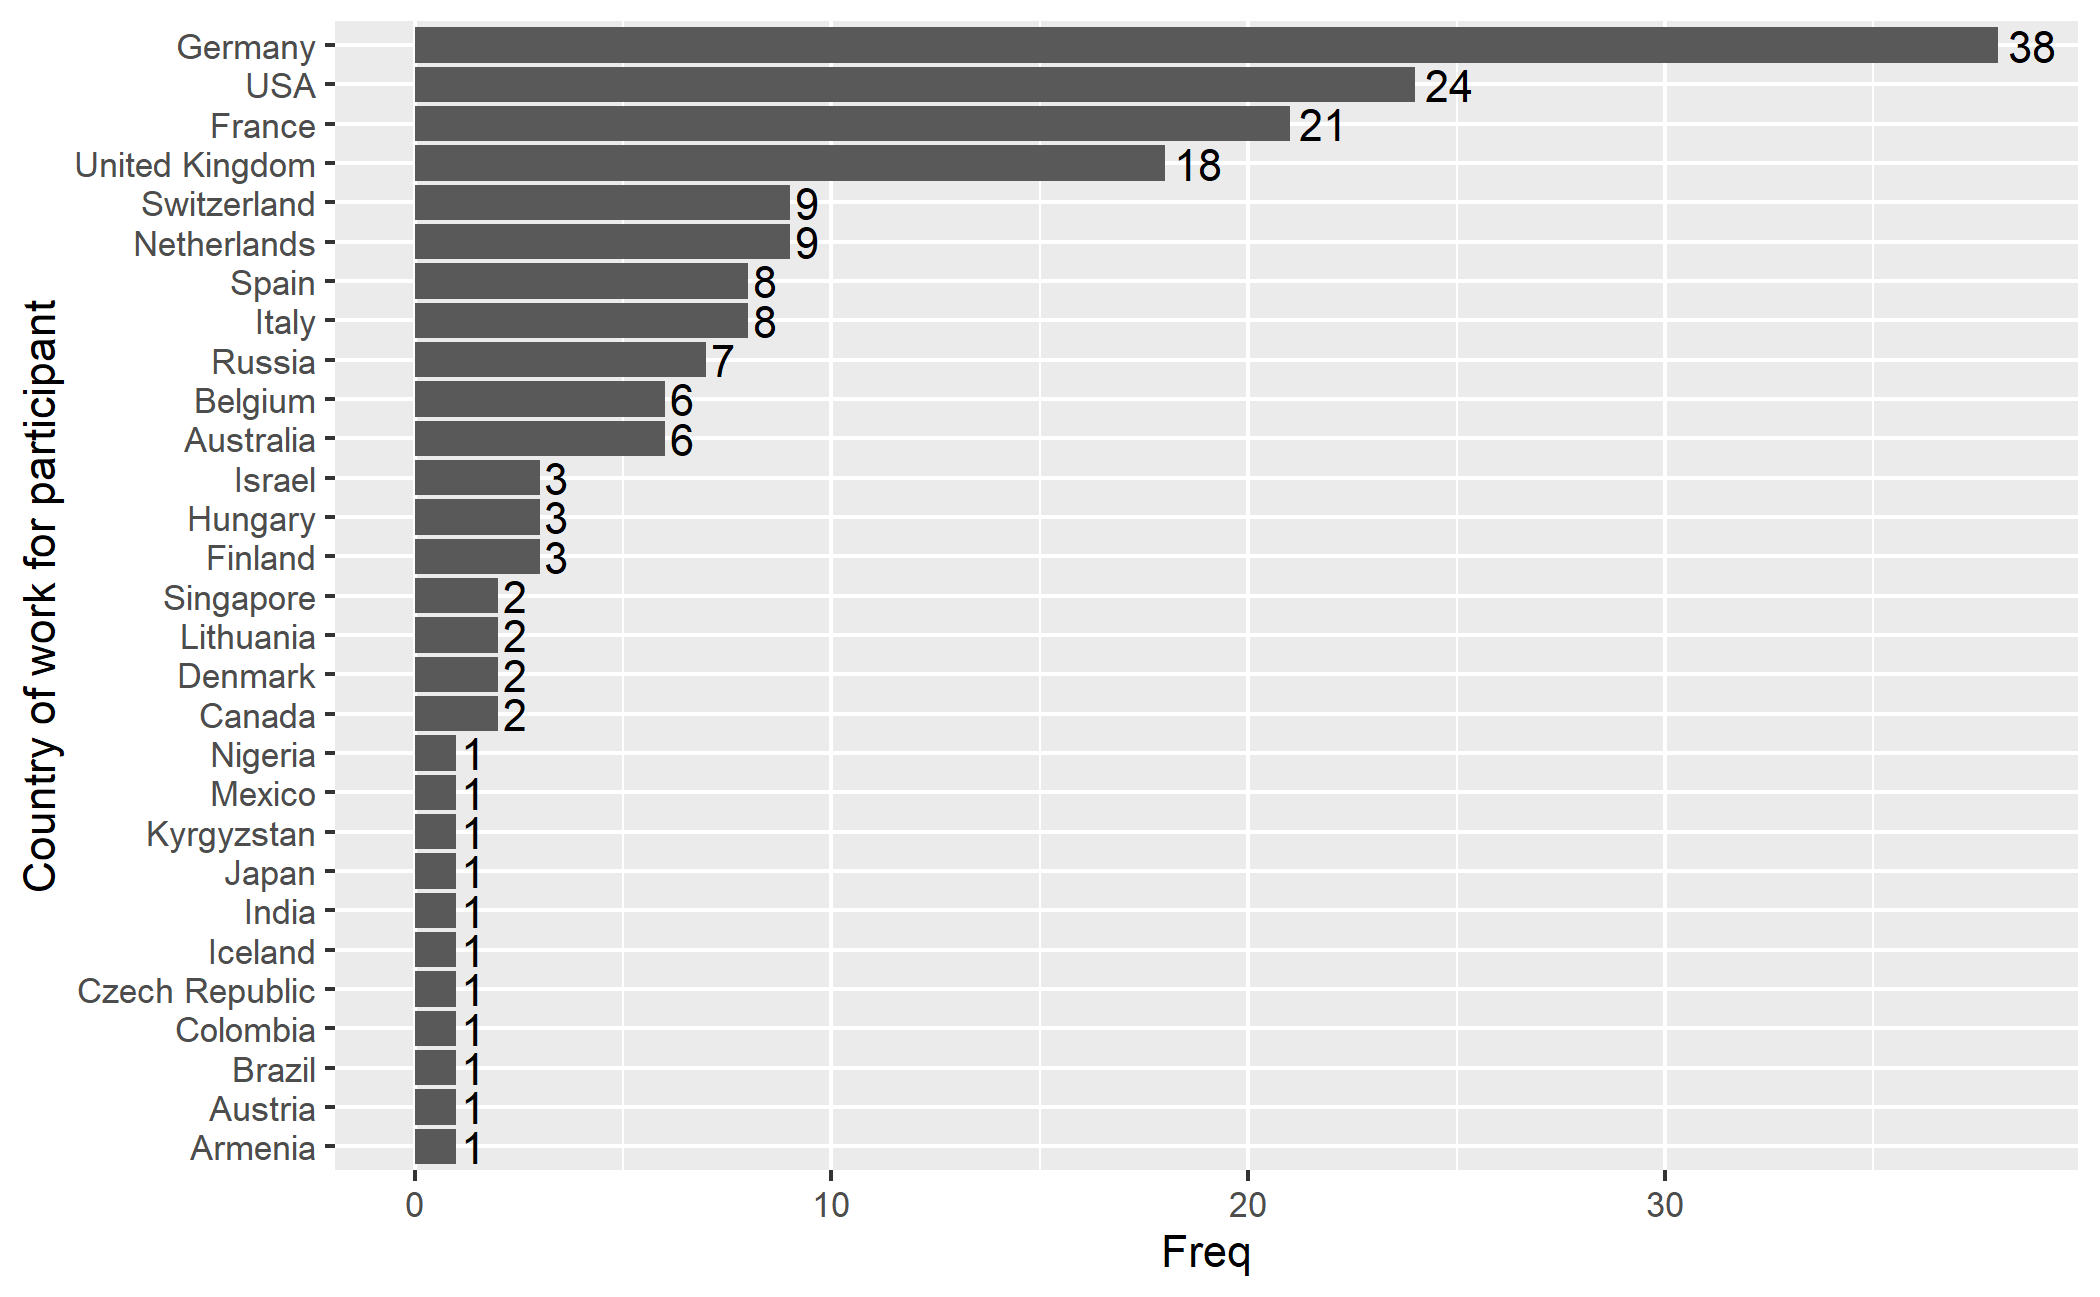 Country of work for participant
Germany 38
USA 24
France 21
United Kingdom 18
Switzerland 9
Netherlands 9
Spain 8
Italy 8
Russia 7
Belgium 6
Australia 6
Israel 3
Hungary 3
Finland 3
Singapore 2
Lithuania 2
Denmark 2
Canada 2
Nigeria 1
Mexico 1
Kyrgyzstan 1
Japan 1
India 1
Iceland 1
Czech Republic 1
Colombia 1
Brazil 1
Austria 1
Armenia 1
0 10 20 30
Freq